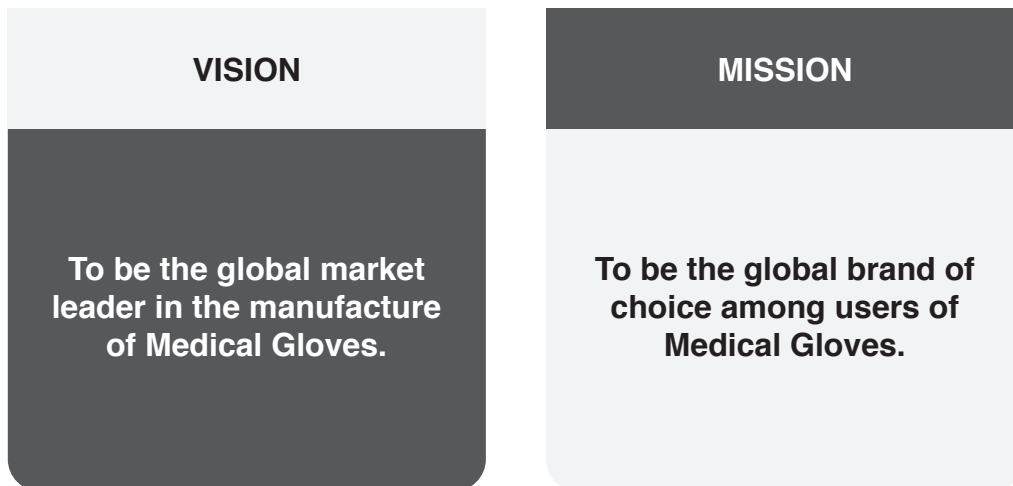 VISION
To be the global market
leader in the manufacture
of Medical Gloves.
MISSION
To be the global brand of
choice among users of
Medical Gloves.